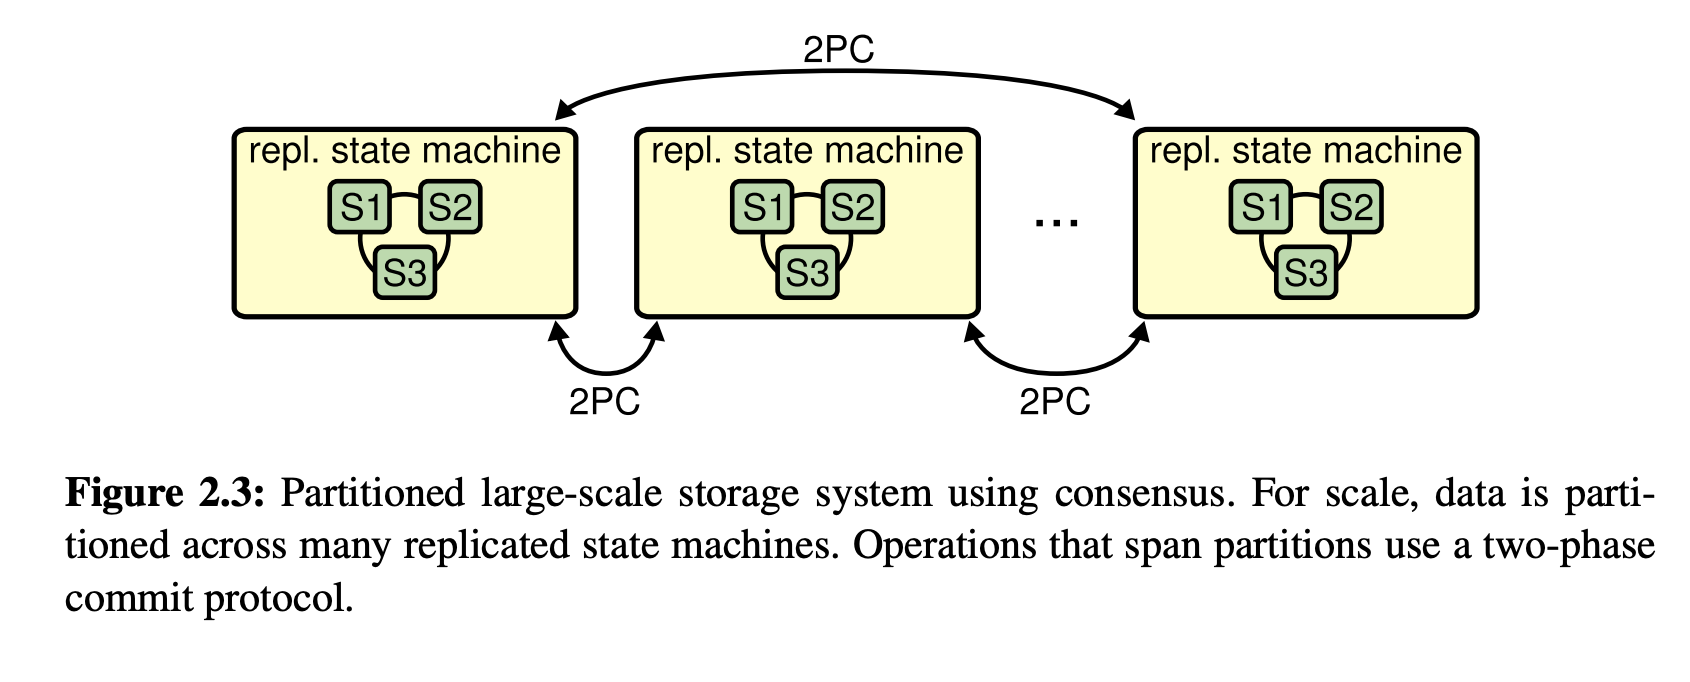 2PC
repl. state machine
S1 S2
S3
repl. state machine
S1 S2
S3
...
repl. state machine
S1 S2
S3
2PC
2PC
Figure 2.3: Partitioned large-scale storage system using consensus. For scale, data is parti-
tioned across many replicated state machines. Operations that span partitions use a two-phase
commit protocol.